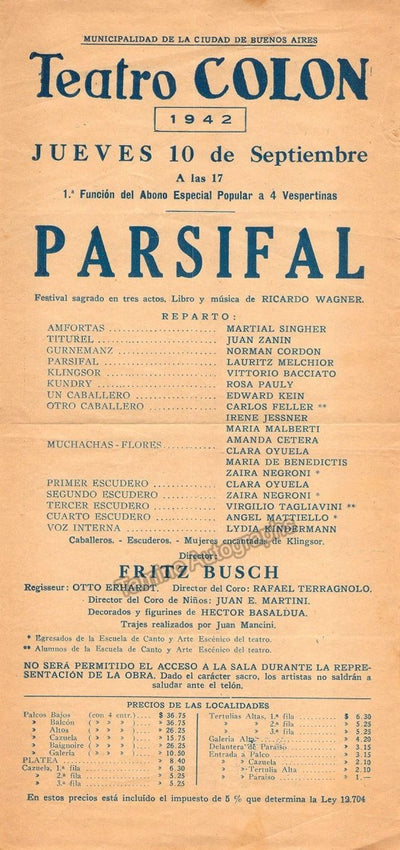 MUNICIPALIDAD DE LA CIUDAD DE BUENOS AIRES
Teatro COLON
1942
JUEVES 10 de Septiembre
A las 17
1.ª Función del Abono Especial Popular a 4 Vespertinas
PARSIFAL
Festival sagrado en tres actos. Libro y música de RICARDO WAGNER.
REPARTO:
AMFORTAS .................... MARTIAL SINGHER
TITUREL .................... JUAN ZANIN
GURNEMANZ .................... NORMAN CORDON
PARSIFAL .................... LAURITZ MELCHIOR
KLINGSOR .................... VITTORIO BACCIATO
KUNDRY .................... ROSA PAULY
UN CABALLERO .................... EDWARD KEIN
OTRO CABALLERO .................... CARLOS FELLER **
IRENE JESSNER
MARIA MALBERTI
MUCHACHAS-FLORES .................... AMANDA CETERA
CLARA OYUELA
MARIA DE BENEDICTIS
ZAIRA NEGRONI *
PRIMER ESCUDERO .................... CLARA OYUELA
SEGUNDO ESCUDERO .................... ZAIRA NEGRONI *
TERCER ESCUDERO .................... VIRGILIO TAGLIAVINI **
CUARTO ESCUDERO .................... ANGEL MATTIELLO *
VOZ INTERNA .................... LYDIA KINDERMANN
Caballeros. - Escuderos. - Mujeres encantadas de Klingsor.
Director:
FRITZ BUSCH
Regisseur: OTTO ERHARDT. Director del Coro: RAFAEL TERRAGNOLO.
Director del Coro de Niños: JUAN E. MARTINI.
Decorados y figurines de HECTOR BASALDUA.
Trajes realizados por Juan Mancini.
* Egresados de la Escuela de Canto y Arte Escénico del teatro.
** Alumnos de la Escuela de Canto y Arte Escénico del teatro.
NO SERÁ PERMITIDO EL ACCESO A LA SALA DURANTE LA REPRE-
SENTACIÓN DE LA OBRA. Dado el carácter sacro, los artistas no saldrán a
saludar ante el telón.
PRECIOS DE LAS LOCALIDADES
Palcos Bajos (con 4 entr.) ... $ 36.75
» Balcón ( » » ) ... » 36.75
» Altos ( » » ) ... » 26.25
» Cazuela ( » » ) ... » 15.75
» Baignoire ( » » ) ... » 26.25
» Galería ( » » ) ... » 10.50
PLATEA ... » 8.40
Cazuela, 1.ª fila ... » 6.30
» 2.ª fila ... » 5.25
» 3.ª fila ... » 5.25
Tertulias Altas, 1.ª fila ... $ 6.30
» » 2.ª fila ... » 5.25
» » 3.ª fila ... » 5.25
Galería Alta ... » 4.20
Delantera de Paraíso ... » 3.15
Entrada a Palco ... » 3.15
» » Cazuela ... » 2.10
» » Tertulia Alta ... » 2.10
» » Paraíso ... » 1.—
En estos precios está incluído el impuesto de 5 % que determina la Ley 12.704
Tamino Autographs